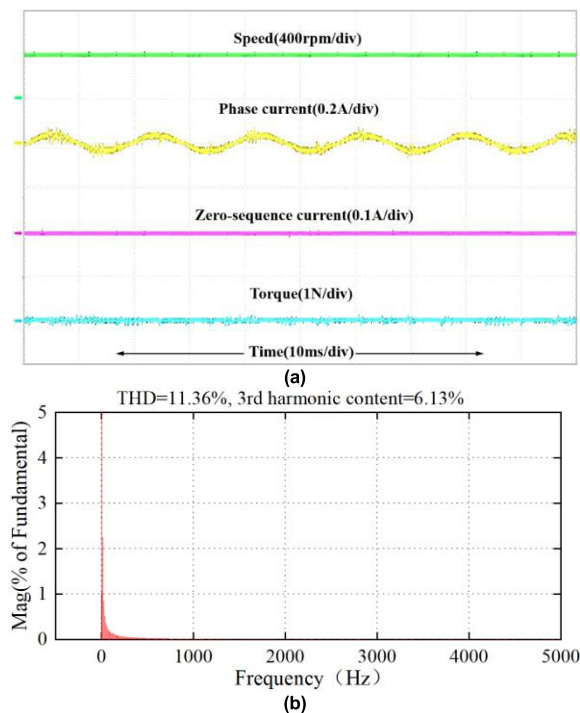 Speed(400rpm/div)
Phase current(0.2A/div)
Zero-sequence current(0.1A/div)
Torque(1N/div)
Time(10ms/div)
(a)
THD=11.36%, 3rd harmonic content=6.13%
Mag(% of Fundamental)
5
4
3
2
1
0
0 1000 2000 3000 4000 5000
Frequency（Hz）
(b)